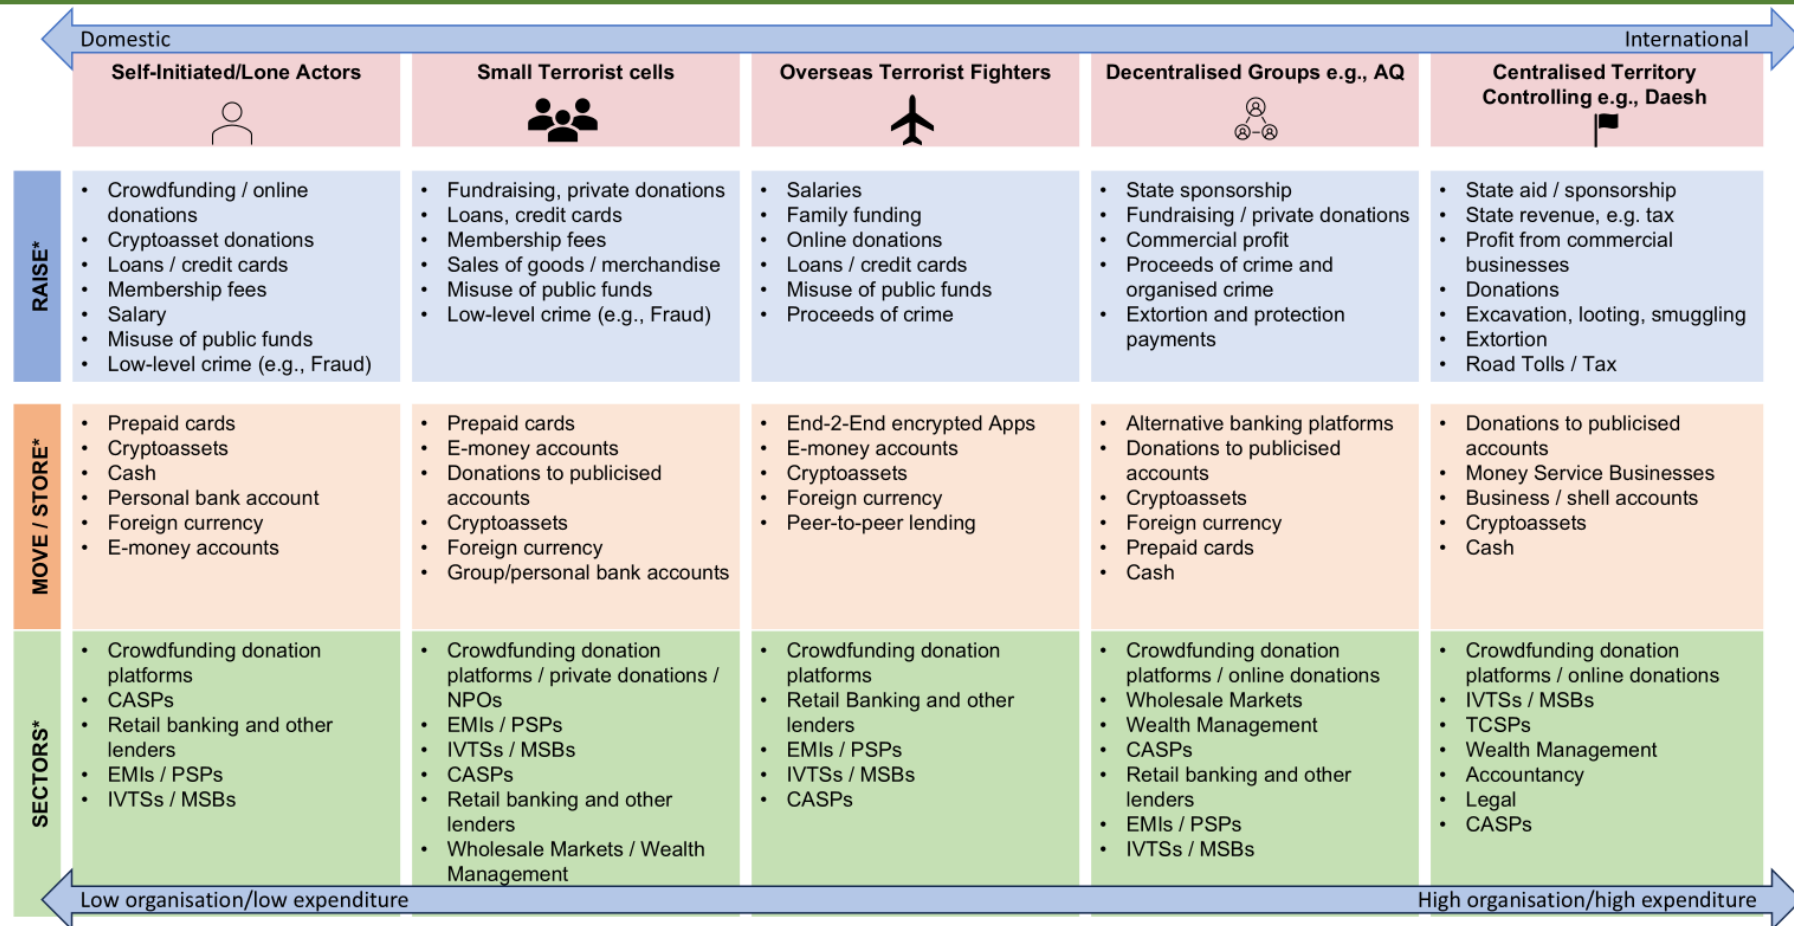 Domestic
International
Self-Initiated/Lone Actors
Small Terrorist cells
Overseas Terrorist Fighters
Decentralised Groups e.g., AQ
Centralised Territory
Controlling e.g., Daesh
RAISE*
• Crowdfunding / online
donations
• Cryptoasset donations
• Loans / credit cards
• Membership fees
• Salary
• Misuse of public funds
• Low-level crime (e.g., Fraud)
• Fundraising, private donations
• Loans, credit cards
• Membership fees
• Sales of goods / merchandise
• Misuse of public funds
• Low-level crime (e.g., Fraud)
• Salaries
• Family funding
• Online donations
• Loans / credit cards
• Misuse of public funds
• Proceeds of crime
• State sponsorship
• Fundraising / private donations
• Commercial profit
• Proceeds of crime and
organised crime
• Extortion and protection
payments
• State aid / sponsorship
• State revenue, e.g. tax
• Profit from commercial
businesses
• Donations
• Excavation, looting, smuggling
• Extortion
• Road Tolls / Tax
MOVE / STORE*
• Prepaid cards
• Cryptoassets
• Cash
• Personal bank account
• Foreign currency
• E-money accounts
• Prepaid cards
• E-money accounts
• Donations to publicised
accounts
• Cryptoassets
• Foreign currency
• Group/personal bank accounts
• End-2-End encrypted Apps
• E-money accounts
• Cryptoassets
• Foreign currency
• Peer-to-peer lending
• Alternative banking platforms
• Donations to publicised
accounts
• Cryptoassets
• Foreign currency
• Prepaid cards
• Cash
• Donations to publicised
accounts
• Money Service Businesses
• Business / shell accounts
• Cryptoassets
• Cash
SECTORS*
• Crowdfunding donation
platforms
• CASPs
• Retail banking and other
lenders
• EMIs / PSPs
• IVTSs / MSBs
• Crowdfunding donation
platforms / private donations /
NPOs
• EMIs / PSPs
• IVTSs / MSBs
• CASPs
• Retail banking and other
lenders
• Wholesale Markets / Wealth
Management
• Crowdfunding donation
platforms
• Retail Banking and other
lenders
• EMIs / PSPs
• IVTSs / MSBs
• CASPs
• Crowdfunding donation
platforms / online donations
• Wholesale Markets
• Wealth Management
• CASPs
• Retail banking and other
lenders
• EMIs / PSPs
• IVTSs / MSBs
• Crowdfunding donation
platforms / online donations
• IVTSs / MSBs
• TCSPs
• Wealth Management
• Accountancy
• Legal
• CASPs
Low organisation/low expenditure
High organisation/high expenditure